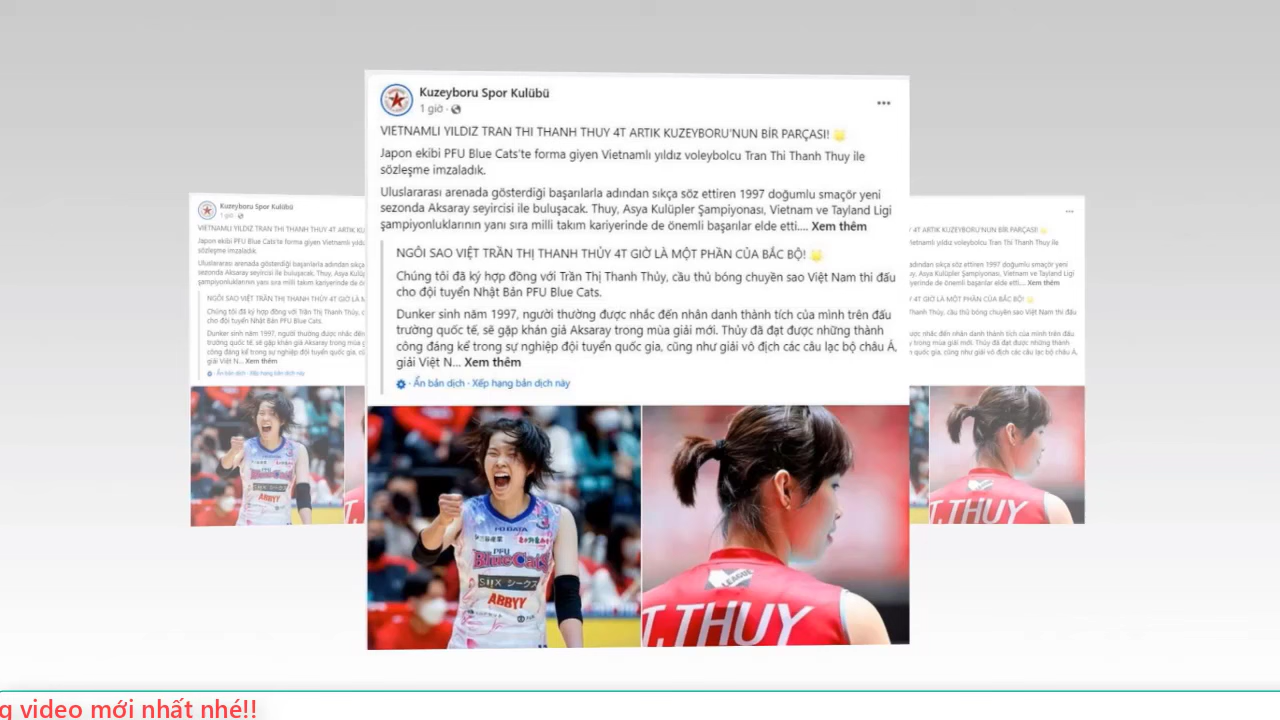 Kuzeyboru Spor Kulübü
1 giờ ·
VIETNAMLI YILDIZ TRAN THI THANH THUY 4T ARTIK KUZEYBORU'NUN BİR PARÇASI!
Japon ekibi PFU Blue Cats'te forma giyen Vietnamlı yıldız voleybolcu Tran Thi Thanh Thuy ile
sözleşme imzaladık.
Uluslararası arenada gösterdiği başarılarla adından sıkça söz ettiren 1997 doğumlu smaçör yeni
sezonda Aksaray seyircisi ile buluşacak. Thuy, Asya Kulüpler Şampiyonası, Vietnam ve Tayland Ligi
şampiyonluklarının yanı sıra milli takım kariyerinde de önemli başarılar elde etti.... Xem thêm
NGÔI SAO VIỆT TRẦN THỊ THANH THỦY 4T GIỜ LÀ MỘT PHẦN CỦA BẮC BỘ!
Chúng tôi đã ký hợp đồng với Trần Thị Thanh Thủy, cầu thủ bóng chuyền sao Việt Nam thi đấu
cho đội tuyển Nhật Bản PFU Blue Cats.
Dunker sinh năm 1997, người thường được nhắc đến nhân danh thành tích của mình trên đấu
trường quốc tế, sẽ gặp khán giả Aksaray trong mùa giải mới. Thủy đã đạt được những thành
công đáng kể trong sự nghiệp đội tuyển quốc gia, cũng như giải vô địch các câu lạc bộ châu Á,
giải Việt N... Xem thêm
· Ẩn bản dịch · Xếp hạng bản dịch này
I-O DATA
PFU
BlueCats
SIIX シークス
ABBYY
LEAGUE
T.THUY
g video mới nhất nhé!!